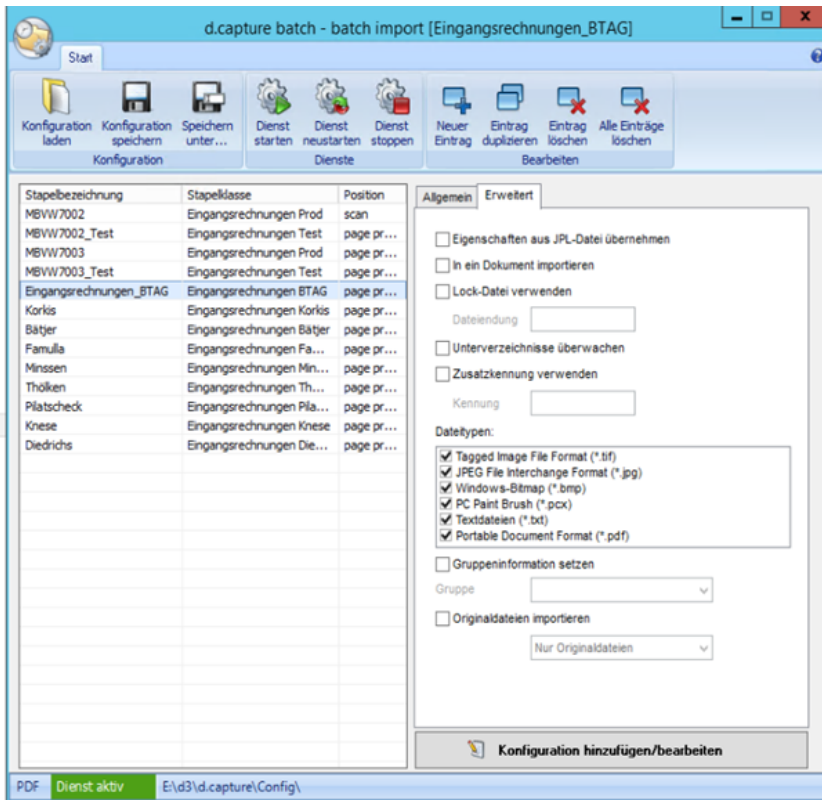 d.capture batch - batch import [Eingangsrechnungen_BTAG]
Start
Konfiguration laden
Konfiguration speichern
Speichern unter...
Dienst starten
Dienst neustarten
Dienst stoppen
Neuer Eintrag
Eintrag duplizieren
Eintrag löschen
Alle Einträge löschen
Konfiguration
Dienste
Bearbeiten
Stapelbezeichnung Stapelklasse Position
MBVW7002 Eingangsrechnungen Prod scan
MBVW7002_Test Eingangsrechnungen Test page pr...
MBVW7003 Eingangsrechnungen Prod page pr...
MBVW7003_Test Eingangsrechnungen Test page pr...
Eingangsrechnungen_BTAG Eingangsrechnungen BTAG page pr...
Korkis Eingangsrechnungen Korkis page pr...
Bätjer Eingangsrechnungen Bätjer page pr...
Famulla Eingangsrechnungen Fa... page pr...
Minssen Eingangsrechnungen Min... page pr...
Thölken Eingangsrechnungen Th... page pr...
Pilatscheck Eingangsrechnungen Pila... page pr...
Knese Eingangsrechnungen Knese page pr...
Diedrichs Eingangsrechnungen Die... page pr...
Allgemein Erweitert
Eigenschaften aus JPL-Datei übernehmen
In ein Dokument importieren
Lock-Datei verwenden
Dateiendung
Unterverzeichnisse überwachen
Zusatzkennung verwenden
Kennung
Dateitypen:
Tagged Image File Format (*.tif)
JPEG File Interchange Format (*.jpg)
Windows-Bitmap (*.bmp)
PC Paint Brush (*.pcx)
Textdateien (*.txt)
Portable Document Format (*.pdf)
Gruppeninformation setzen
Gruppe
Originaldateien importieren
Nur Originaldateien
Konfiguration hinzufügen/bearbeiten
PDF Dienst aktiv E:\d3\d.capture\Config\